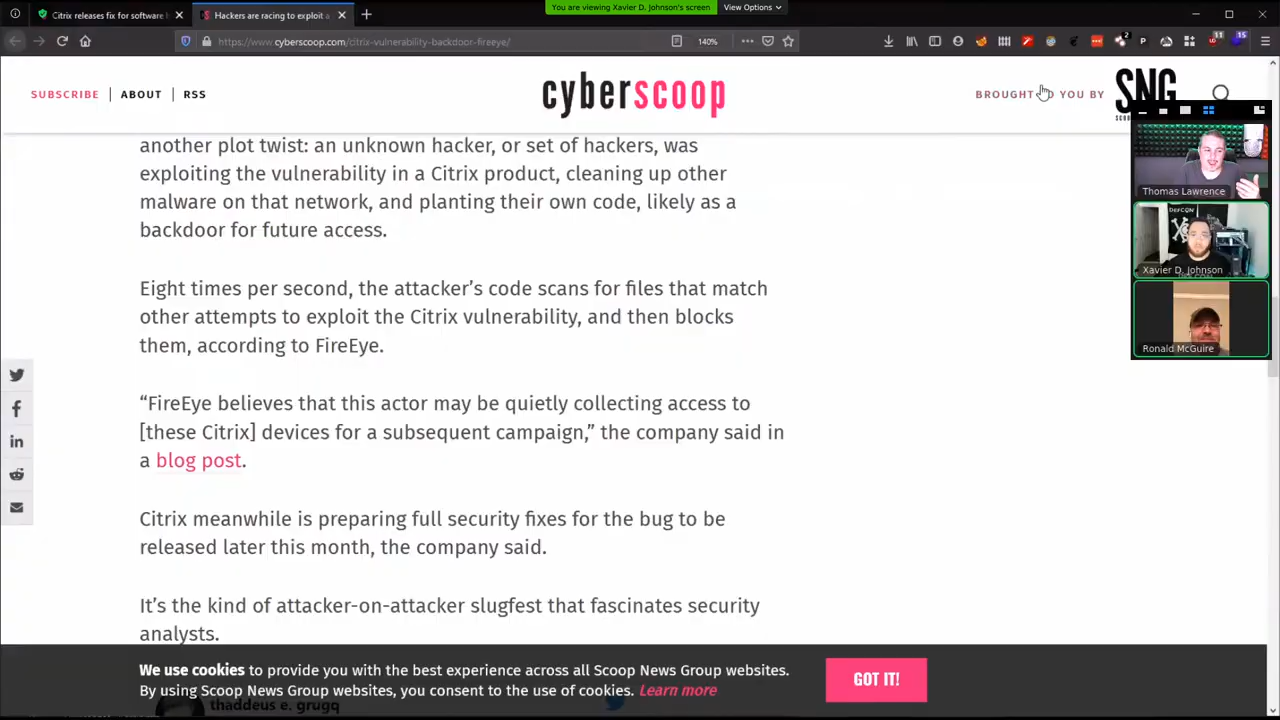 You are viewing Xavier D. Johnson's screen
View Options
Citrix releases fix for software b
Hackers are racing to exploit a
https://www.cyberscoop.com/citrix-vulnerability-backdoor-fireeye/
140%
2
11
15
SUBSCRIBE
ABOUT
RSS
cyberscoop
BROUGHT TO YOU BY
SNG
another plot twist: an unknown hacker, or set of hackers, was
exploiting the vulnerability in a Citrix product, cleaning up other
malware on that network, and planting their own code, likely as a
backdoor for future access.
Eight times per second, the attacker's code scans for files that match
other attempts to exploit the Citrix vulnerability, and then blocks
them, according to FireEye.
“FireEye believes that this actor may be quietly collecting access to
[these Citrix] devices for a subsequent campaign,” the company said in
a blog post.
Citrix meanwhile is preparing full security fixes for the bug to be
released later this month, the company said.
It's the kind of attacker-on-attacker slugfest that fascinates security
analysts.
Thomas Lawrence
DEFCON
Xavier D. Johnson
Ronald McGuire
We use cookies to provide you with the best experience across all Scoop News Group websites.
By using Scoop News Group websites, you consent to the use of cookies. Learn more
GOT IT!
thaddeus e. grugq